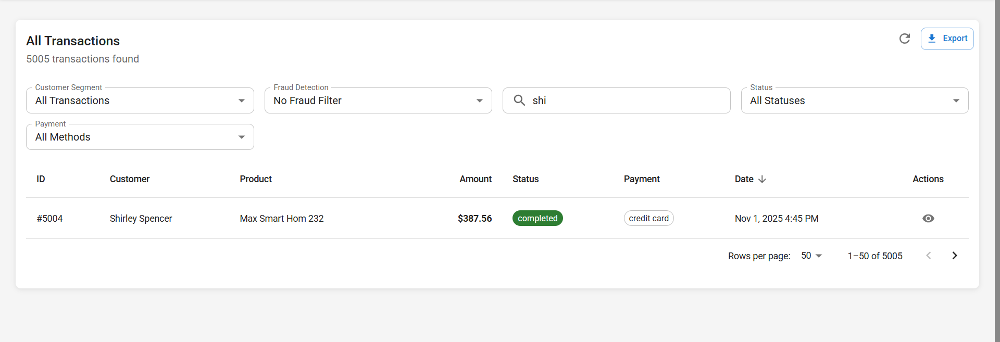 All Transactions
Export
5005 transactions found
Customer Segment
All Transactions
Fraud Detection
No Fraud Filter
shi
Status
All Statuses
Payment
All Methods
ID Customer Product Amount Status Payment Date Actions
#5004 Shirley Spencer Max Smart Hom 232 $387.56 completed credit card Nov 1, 2025 4:45 PM
Rows per page: 50 1–50 of 5005